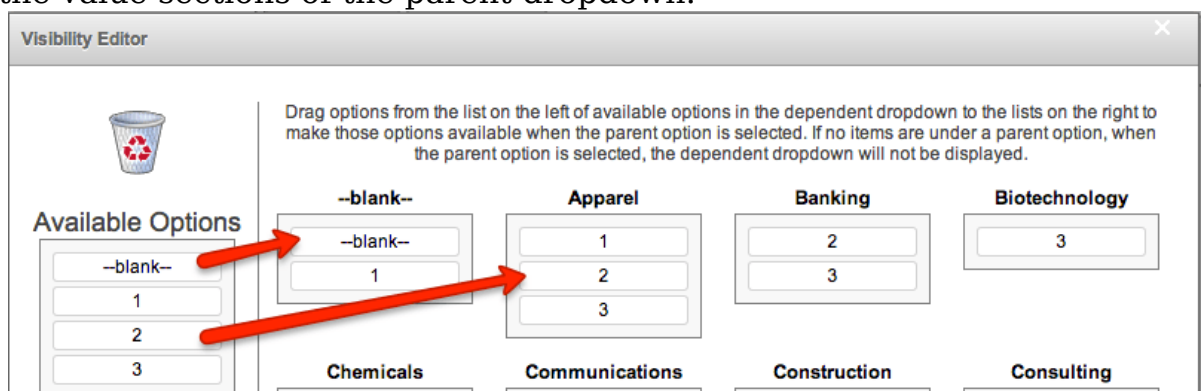 the value sections of the parent dropdown.
Visibility Editor
Drag options from the list on the left of available options in the dependent dropdown to the lists on the right to
make those options available when the parent option is selected. If no items are under a parent option, when
the parent option is selected, the dependent dropdown will not be displayed.
Available Options
--blank--
1
2
3
--blank--
--blank--
1
Apparel
1
2
3
Banking
2
3
Biotechnology
3
Chemicals
Communications
Construction
Consulting